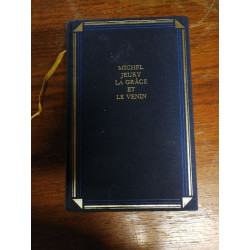 MICHEL
JEURY
LA GRÂCE
ET
LE VENIN